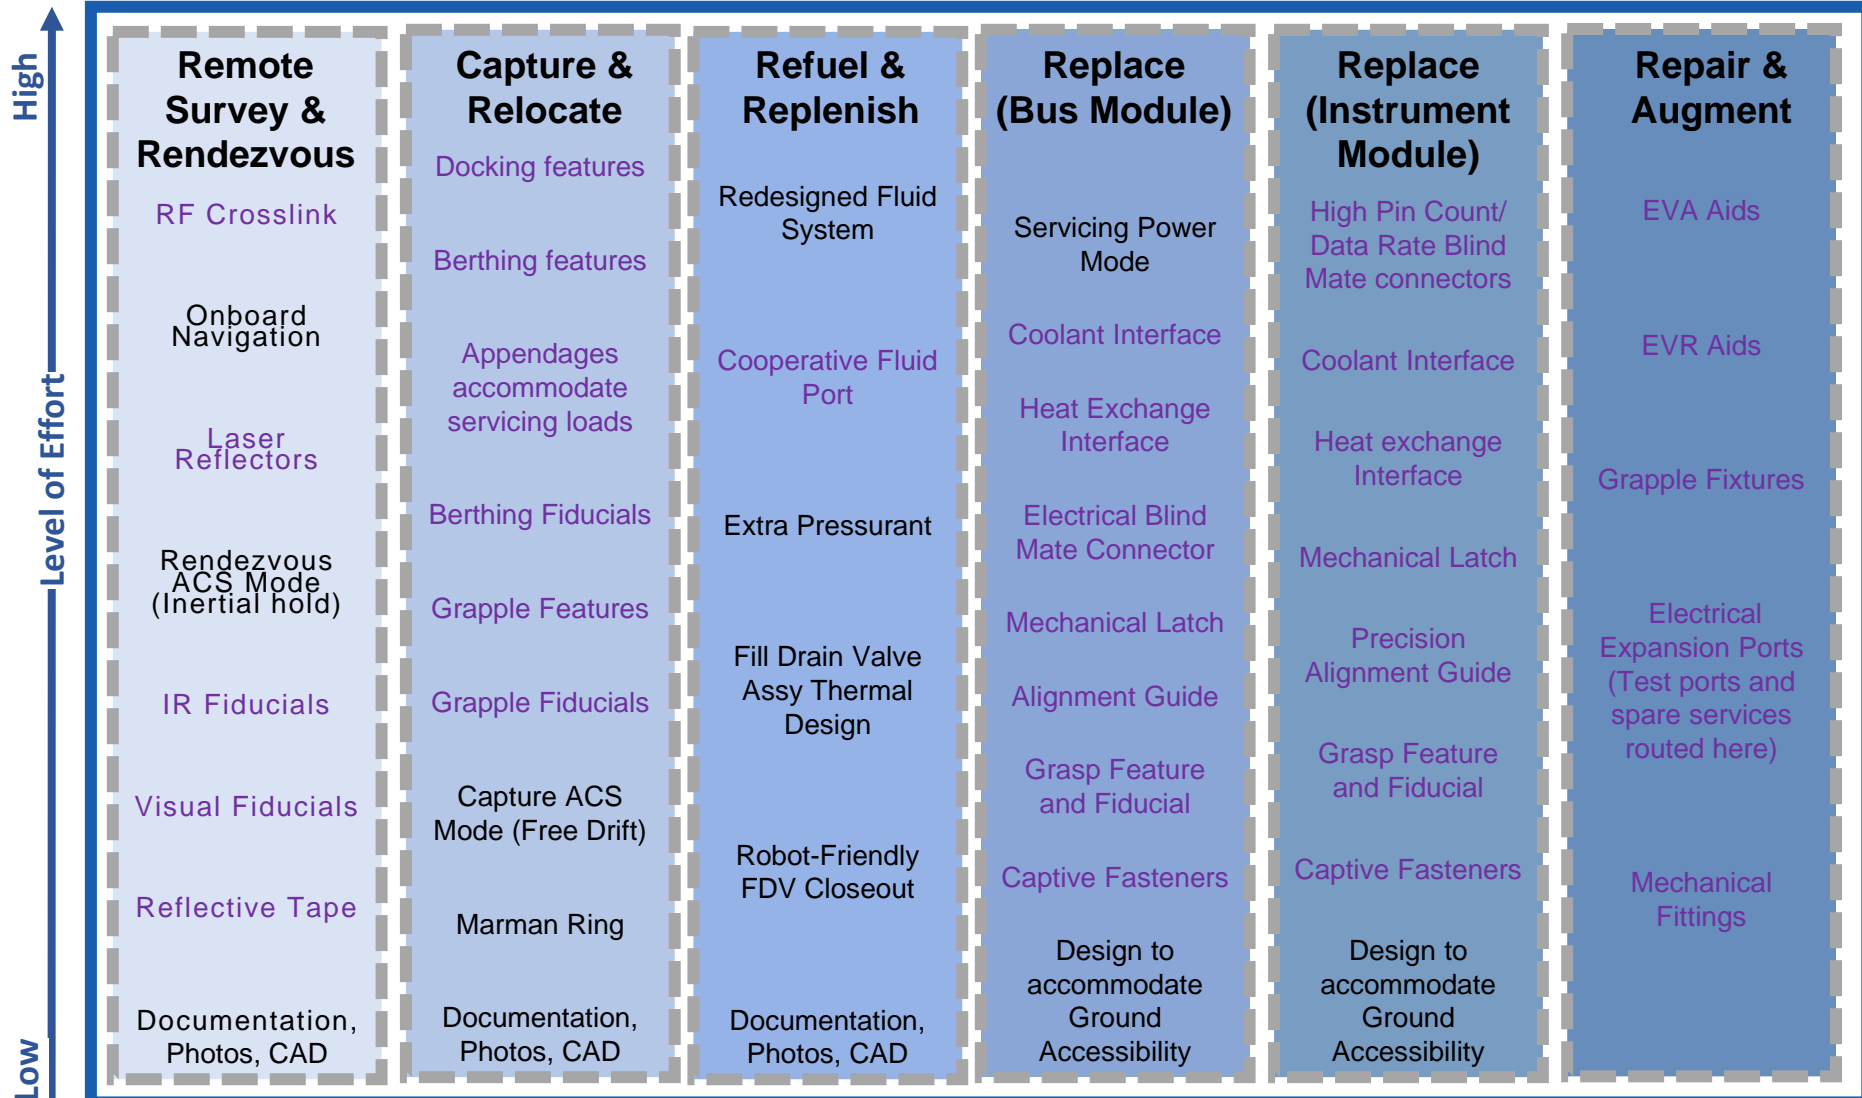 High
Level of Effort
Low
Remote
Survey &
Rendezvous
RF Crosslink
Onboard
Navigation
Laser
Reflectors
Rendezvous
ACS Mode
(Inertial hold)
IR Fiducials
Visual Fiducials
Reflective Tape
Documentation,
Photos, CAD
Capture &
Relocate
Docking features
Berthing features
Appendages
accommodate
servicing loads
Berthing Fiducials
Grapple Features
Grapple Fiducials
Capture ACS
Mode (Free Drift)
Marman Ring
Documentation,
Photos, CAD
Refuel &
Replenish
Redesigned Fluid
System
Cooperative Fluid
Port
Extra Pressurant
Fill Drain Valve
Assy Thermal
Design
Robot-Friendly
FDV Closeout
Documentation,
Photos, CAD
Replace
(Bus Module)
Servicing Power
Mode
Coolant Interface
Heat Exchange
Interface
Electrical Blind
Mate Connector
Mechanical Latch
Alignment Guide
Grasp Feature
and Fiducial
Captive Fasteners
Design to
accommodate
Ground
Accessibility
Replace
(Instrument
Module)
High Pin Count/
Data Rate Blind
Mate connectors
Coolant Interface
Heat exchange
Interface
Mechanical Latch
Precision
Alignment Guide
Grasp Feature
and Fiducial
Captive Fasteners
Design to
accommodate
Ground
Accessibility
Repair &
Augment
EVA Aids
EVR Aids
Grapple Fixtures
Electrical
Expansion Ports
(Test ports and
spare services
routed here)
Mechanical
Fittings